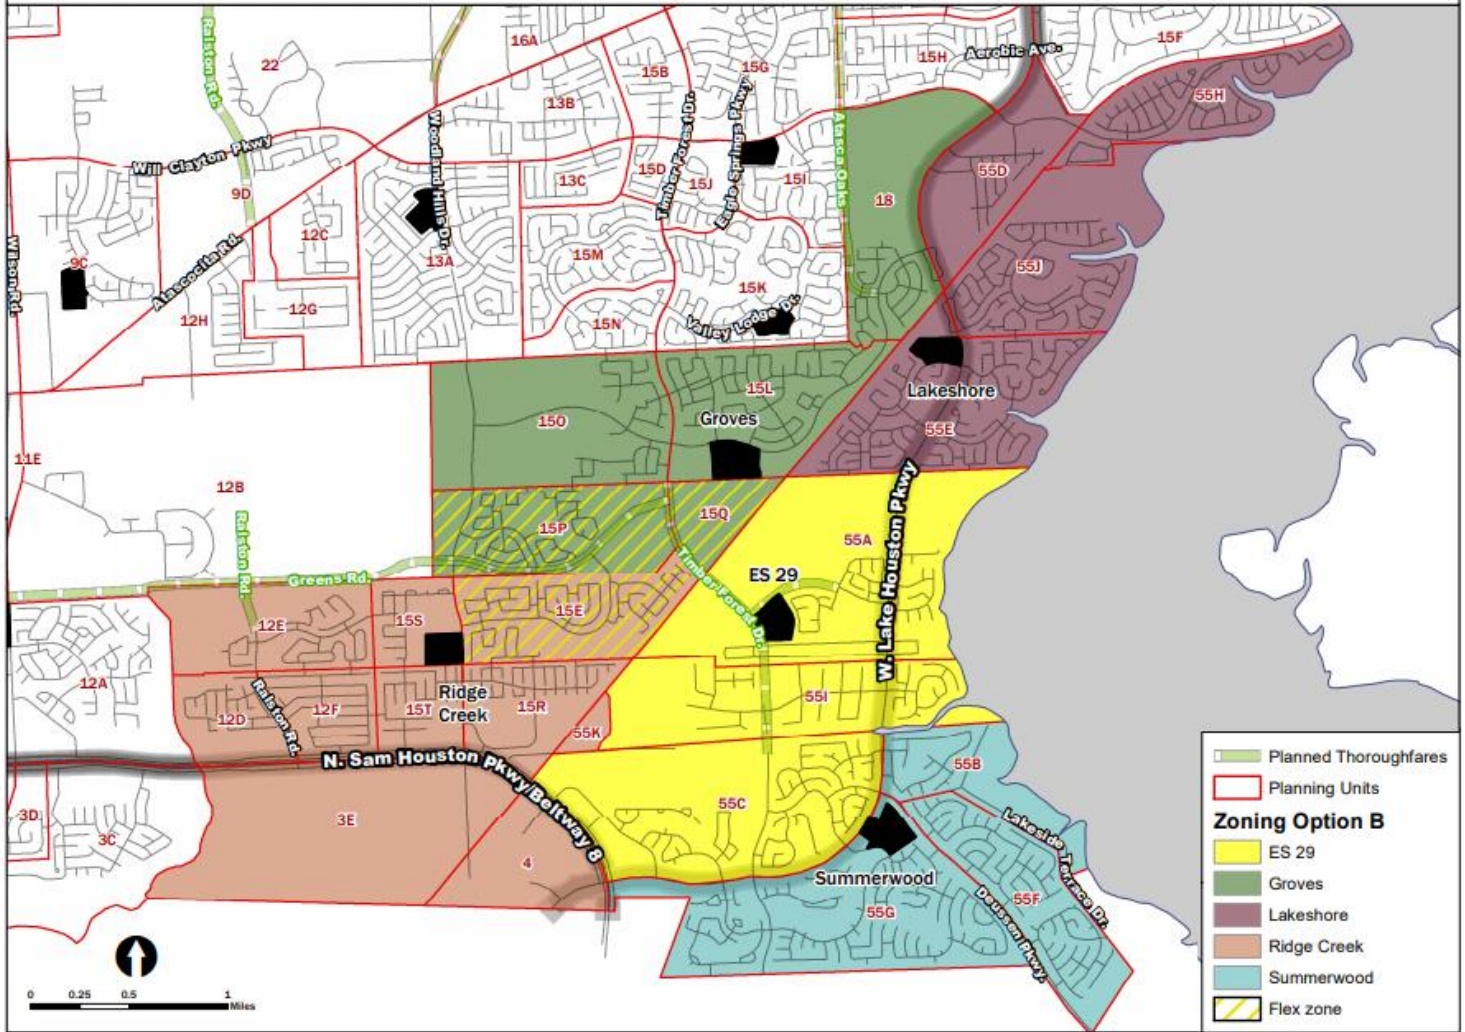 Ralston Rd.
22
16A
15B
15G
15H
Aerobic Ave.
15F
55H
13B
Will Clayton Pkwy
Woodland Hills Dr.
Timber Forest Dr.
Eagle Springs Pkwy
Atasca Oaks
9D
13C
15D
15J
15I
18
55D
Wilson Rd.
9C
12C
13A
15M
55J
Atascocita Rd.
12H
12G
15K
15N
Valley Lodge Dr.
15L
Lakeshore
15O
Groves
55E
11E
12B
W. Lake Houston Pkwy
Ralston Rd.
15P
15Q
55A
Greens Rd.
Timber Forest Dr.
ES 29
15E
12E
15S
12A
Ralston Rd.
12D
12F
15T
Ridge
Creek
15R
55I
55K
N. Sam Houston Pkwy/Beltway 8
55B
3D
3C
3E
55C
4
Lakeside Terrace Dr.
Summerwood
Deussen Pkwy.
55F
55G
Planned Thoroughfares
Planning Units
Zoning Option B
ES 29
Groves
Lakeshore
Ridge Creek
Summerwood
Flex zone
0 0.25 0.5 1
Miles